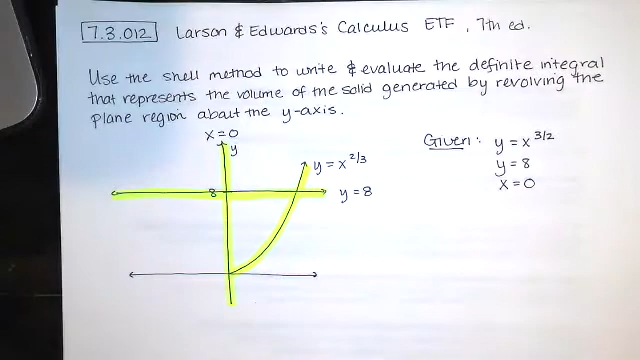 7.3.012 Larson & Edwards's Calculus ETF, 7th ed.
Use the shell method to write & evaluate the definite integral
that represents the volume of the solid generated by revolving the
plane region about the y-axis.
x=0
y
y = x^{2/3}
8
y = 8
Given: y = x^{3/2}
y = 8
x = 0